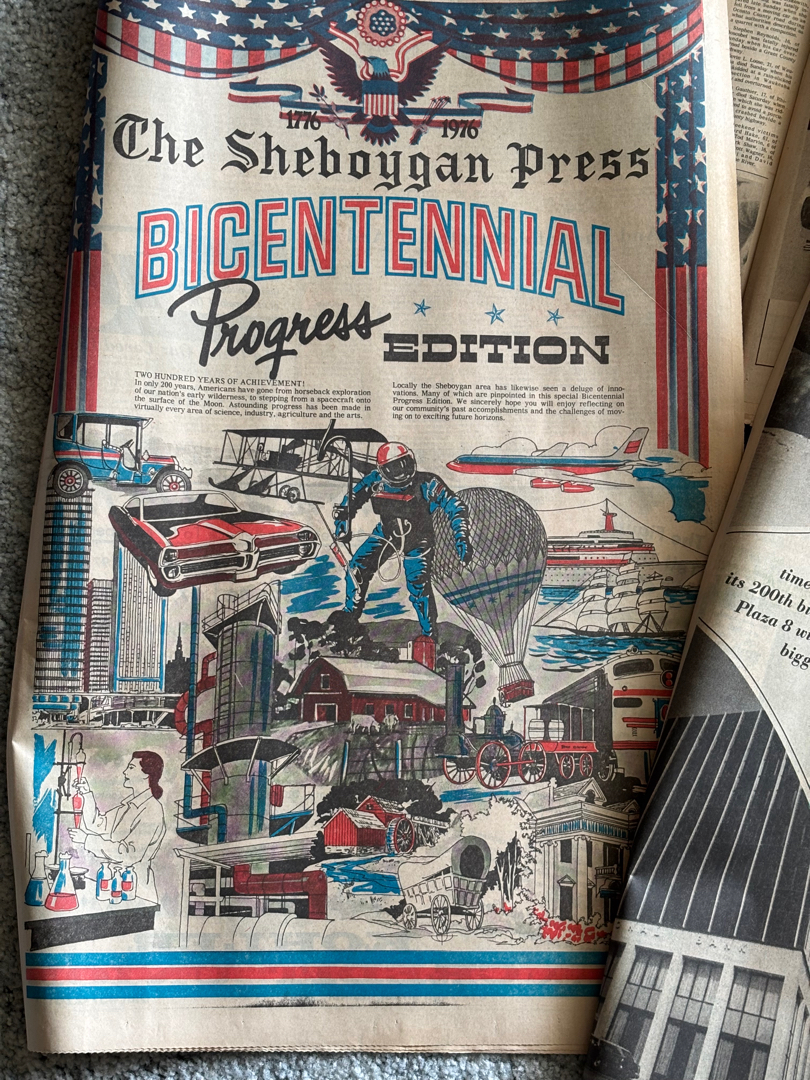 1776 1976
The Sheboygan Press
BICENTENNIAL
Progress EDITION
TWO HUNDRED YEARS OF ACHIEVEMENT!
In only 200 years, Americans have gone from horseback exploration
of our nation's early wilderness, to stepping from a spacecraft onto
the surface of the Moon. Astounding progress has been made in
virtually every area of science, industry, agriculture and the arts.
Locally the Sheboygan area has likewise seen a deluge of inno-
vations. Many of which are pinpointed in this special Bicentennial
Progress Edition. We sincerely hope you will enjoy reflecting on
our community's past accomplishments and the challenges of mov-
ing on to exciting future horizons.
time
its 200th b
Plaza 8 w
bigg